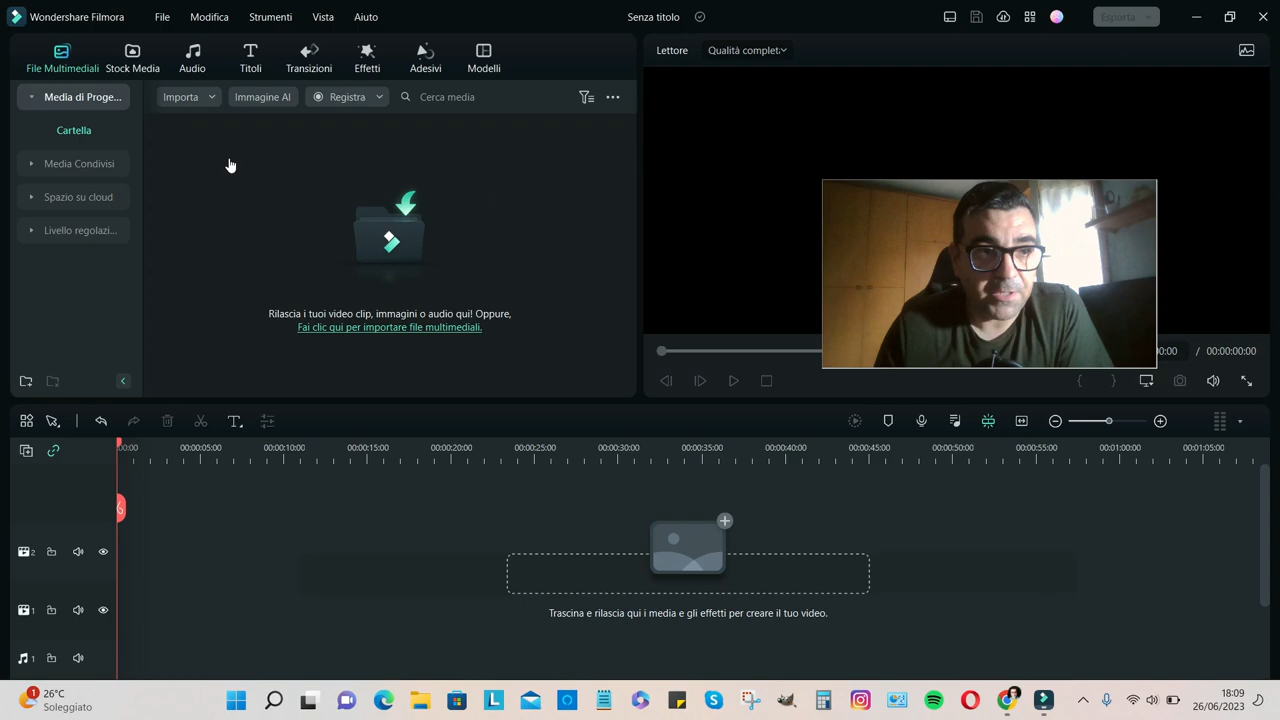 Wondershare Filmora
File
Modifica
Strumenti
Vista
Aiuto
Senza titolo
Esporta
File Multimediali
Stock Media
Audio
Titoli
Transizioni
Effetti
Adesivi
Modelli
Lettore
Media di Proge...
Importa
Immagine AI
Registra
Cerca media
Cartella
Media Condivisi
Spazio su cloud
Livello regolazi...
Rilascia i tuoi video clip, immagini o audio qui! Oppure,
Fai clic qui per importare file multimediali.
/ 00:00:00:00
00:00:05:00
00:00:10:00
00:00:15:00
00:00:20:00
00:00:25:00
00:00:30:00
00:00:35:00
00:00:40:00
00:00:45:00
00:00:50:00
00:00:55:00
00:01:00:00
00:01:05:00
2
1
1
Trascina e rilascia qui i media e gli effetti per creare il tuo video.
1
26°C
Soleggiato
18:09
26/06/2023